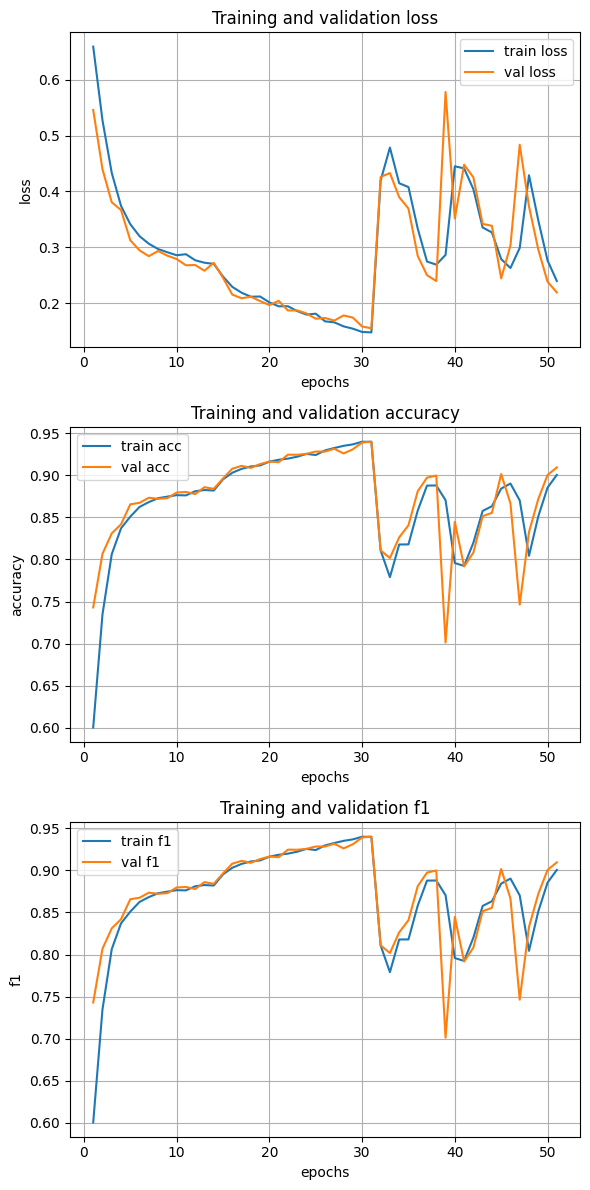 Training and validation loss
train loss
val loss
0.6
0.5
0.4
0.3
0.2
loss
0 10 20 30 40 50
epochs
Training and validation accuracy
train acc
val acc
0.95
0.90
0.85
0.80
0.75
0.70
0.65
0.60
accuracy
0 10 20 30 40 50
epochs
Training and validation f1
train f1
val f1
0.95
0.90
0.85
0.80
0.75
0.70
0.65
0.60
f1
0 10 20 30 40 50
epochs